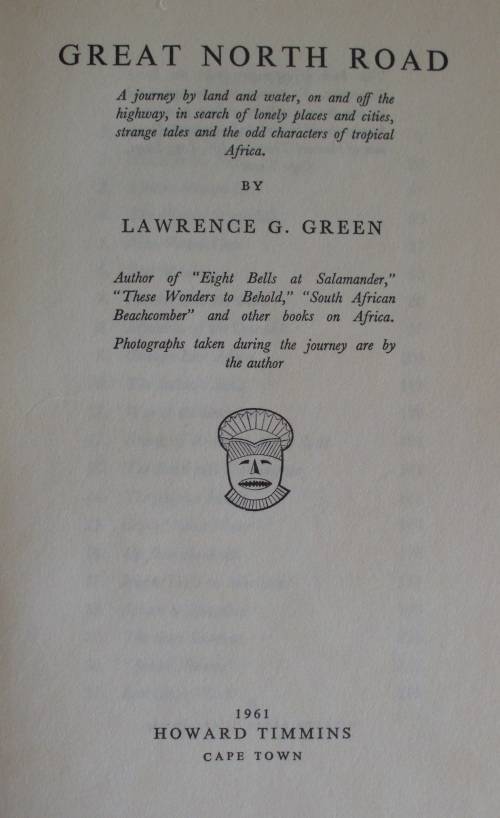 GREAT NORTH ROAD
A journey by land and water, on and off the
highway, in search of lonely places and cities,
strange tales and the odd characters of tropical
Africa.
BY
LAWRENCE G. GREEN
Author of "Eight Bells at Salamander,"
"These Wonders to Behold," "South African
Beachcomber" and other books on Africa.
Photographs taken during the journey are by
the author
1961
HOWARD TIMMINS
CAPE TOWN